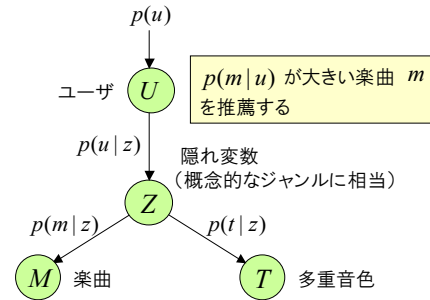 p(u)
ユーザ
U
p(m|u) が大きい楽曲 m
を推薦する
p(u|z)
隠れ変数
（概念的なジャンルに相当）
Z
p(m|z)
p(t|z)
M
楽曲
T
多重音色